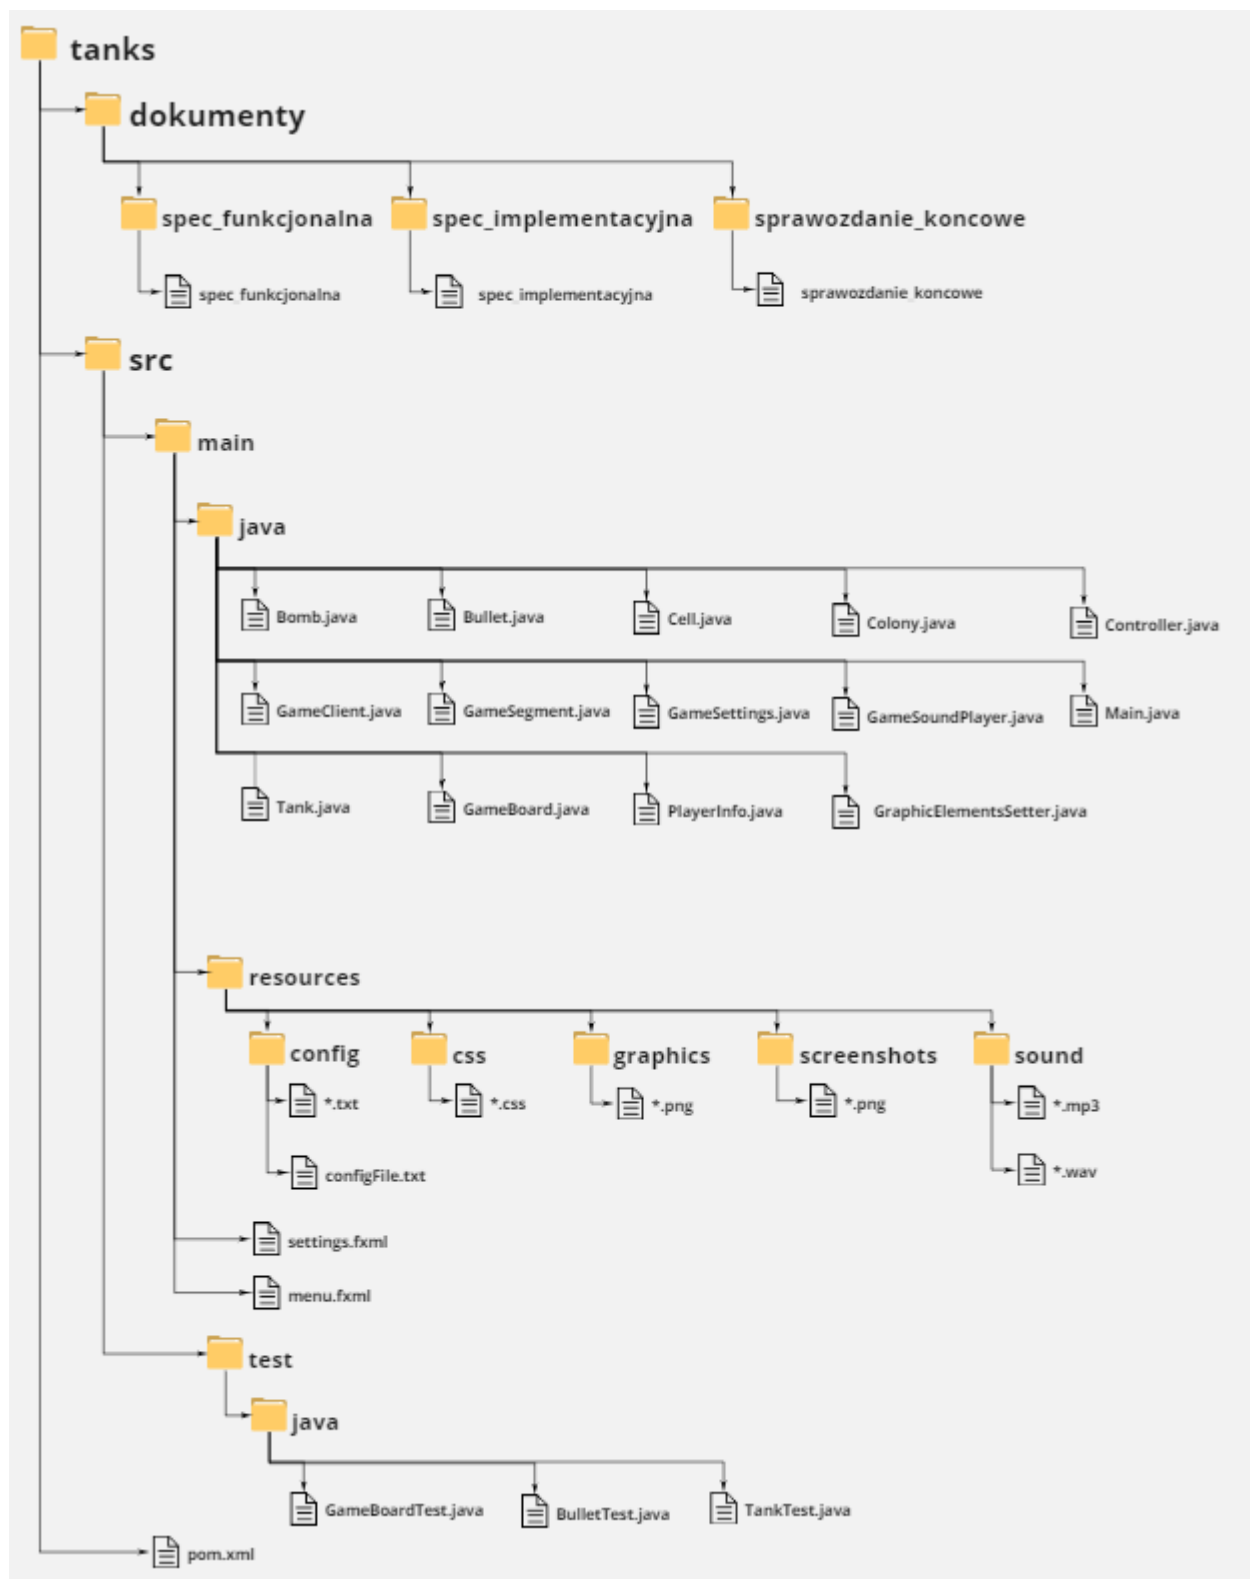 tanks
dokumenty
spec_funkcjonalna spec_implementacyjna sprawozdanie_koncowe
spec_funkcjonalna spec_implementacyjna sprawozdanie_koncowe
src
main
java
Bomb.java Bullet.java Cell.java Colony.java Controller.java
GameClient.java GameSegment.java GameSettings.java GameSoundPlayer.java Main.java
Tank.java GameBoard.java PlayerInfo.java GraphicElementsSetter.java
resources
config css graphics screenshots sound
*.txt *.css *.png *.png *.mp3
configFile.txt *.wav
settings.fxml
menu.fxml
test
java
GameBoardTest.java BulletTest.java TankTest.java
pom.xml